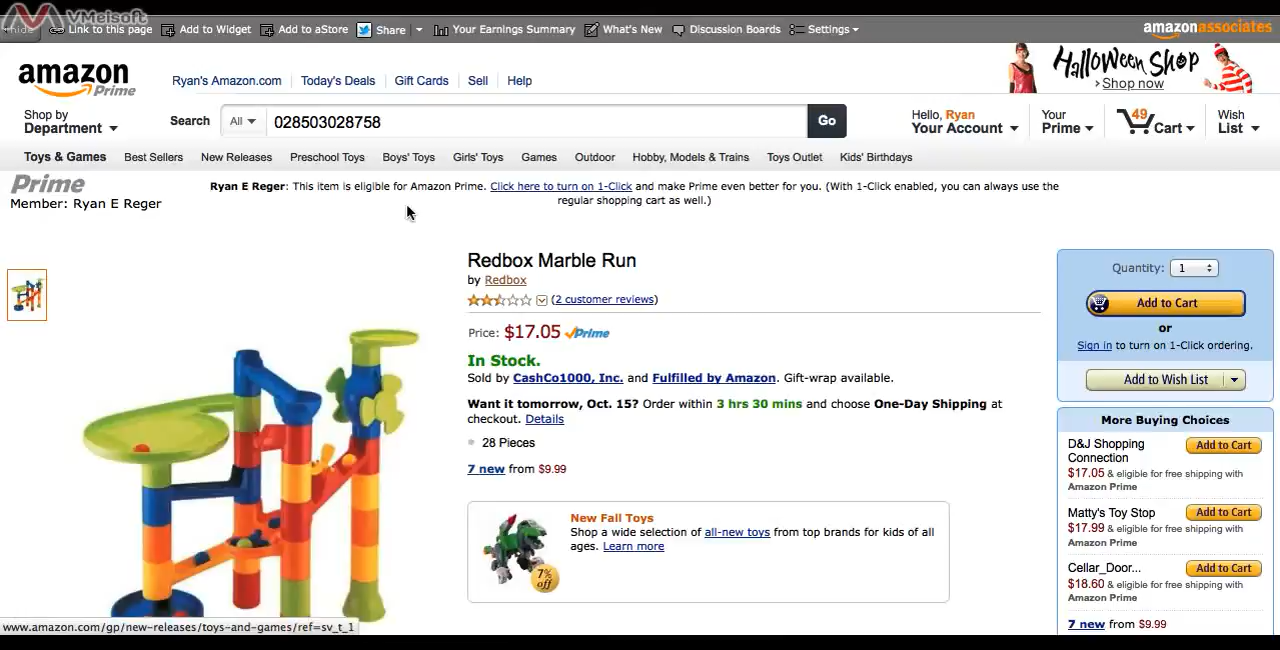 VMeisoft
hide Link to this page Add to Widget Add to aStore Share Your Earnings Summary What's New Discussion Boards Settings amazonassociates
amazon Prime
Ryan's Amazon.com Today's Deals Gift Cards Sell Help
Halloween Shop
Shop now
Shop by
Department
Search All 028503028758 Go
Hello, Ryan
Your Account
Your
Prime
49
Cart
Wish
List
Toys & Games Best Sellers New Releases Preschool Toys Boys' Toys Girls' Toys Games Outdoor Hobby, Models & Trains Toys Outlet Kids' Birthdays
Prime
Member: Ryan E Reger
Ryan E Reger: This item is eligible for Amazon Prime. Click here to turn on 1-Click and make Prime even better for you. (With 1-Click enabled, you can always use the
regular shopping cart as well.)
Redbox Marble Run
by Redbox
(2 customer reviews)
Price: $17.05 Prime
In Stock.
Sold by CashCo1000, Inc. and Fulfilled by Amazon. Gift-wrap available.
Want it tomorrow, Oct. 15? Order within 3 hrs 30 mins and choose One-Day Shipping at
checkout. Details
28 Pieces
7 new from $9.99
New Fall Toys
Shop a wide selection of all-new toys from top brands for kids of all
ages. Learn more
7%
off
Quantity: 1
Add to Cart
or
Sign in to turn on 1-Click ordering.
Add to Wish List
More Buying Choices
D&J Shopping
Connection
Add to Cart
$17.05 & eligible for free shipping with
Amazon Prime
Matty's Toy Stop Add to Cart
$17.99 & eligible for free shipping with
Amazon Prime
Cellar_Door... Add to Cart
$18.60 & eligible for free shipping with
Amazon Prime
7 new from $9.99
www.amazon.com/gp/new-releases/toys-and-games/ref=sv_t_1